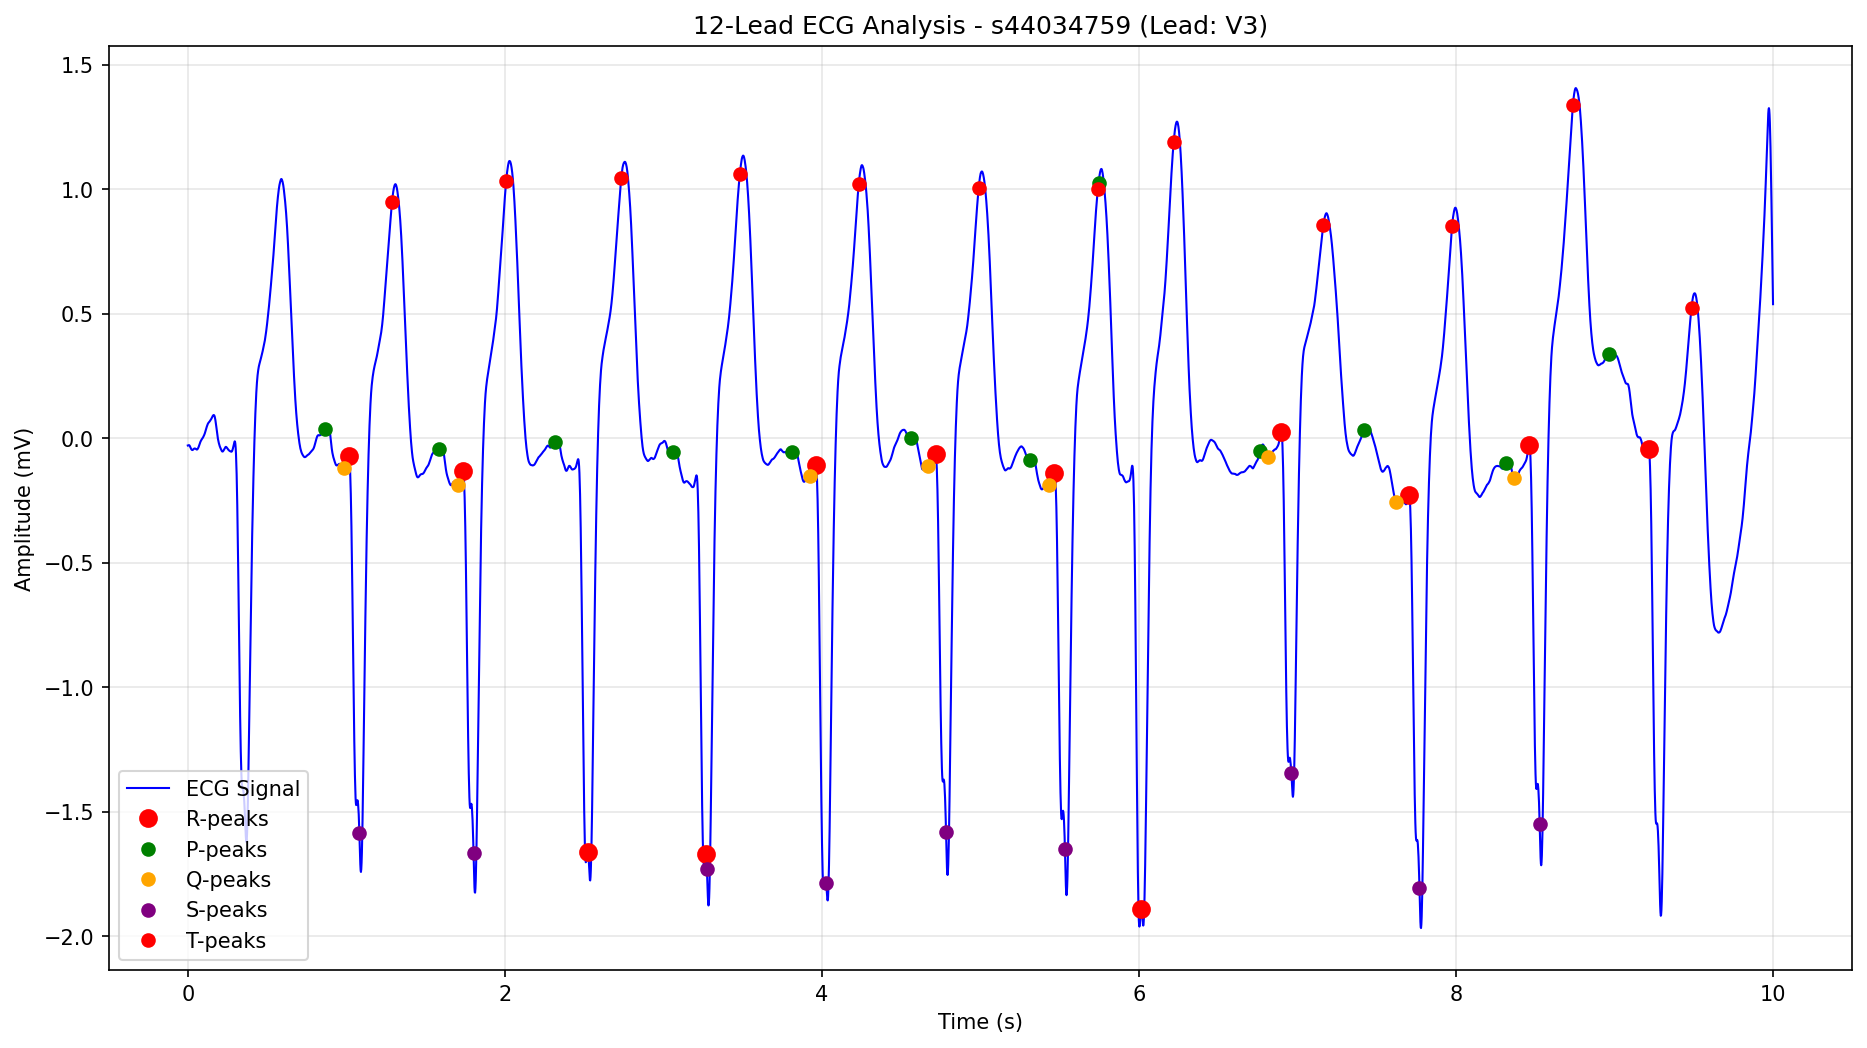 12-Lead ECG Analysis - s44034759 (Lead: V3)
Amplitude (mV)
1.5
1.0
0.5
0.0
−0.5
−1.0
−1.5
−2.0
ECG Signal
R-peaks
P-peaks
Q-peaks
S-peaks
T-peaks
0 2 4 6 8 10
Time (s)